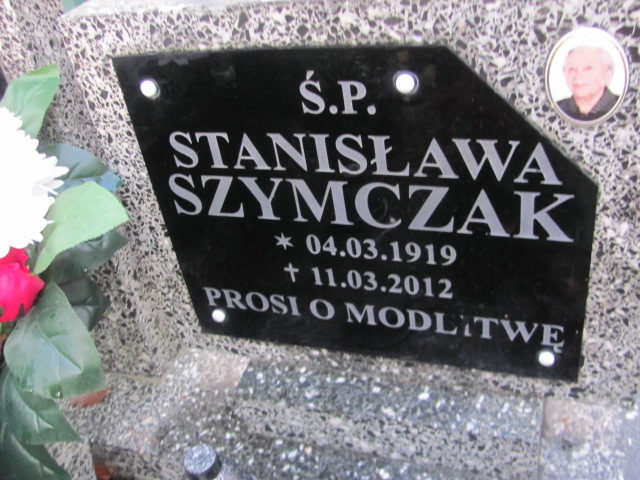 Ś.P.
STANISŁAWA
SZYMCZAK
✶ 04.03.1919
† 11.03.2012
PROSI O MODLITWĘ